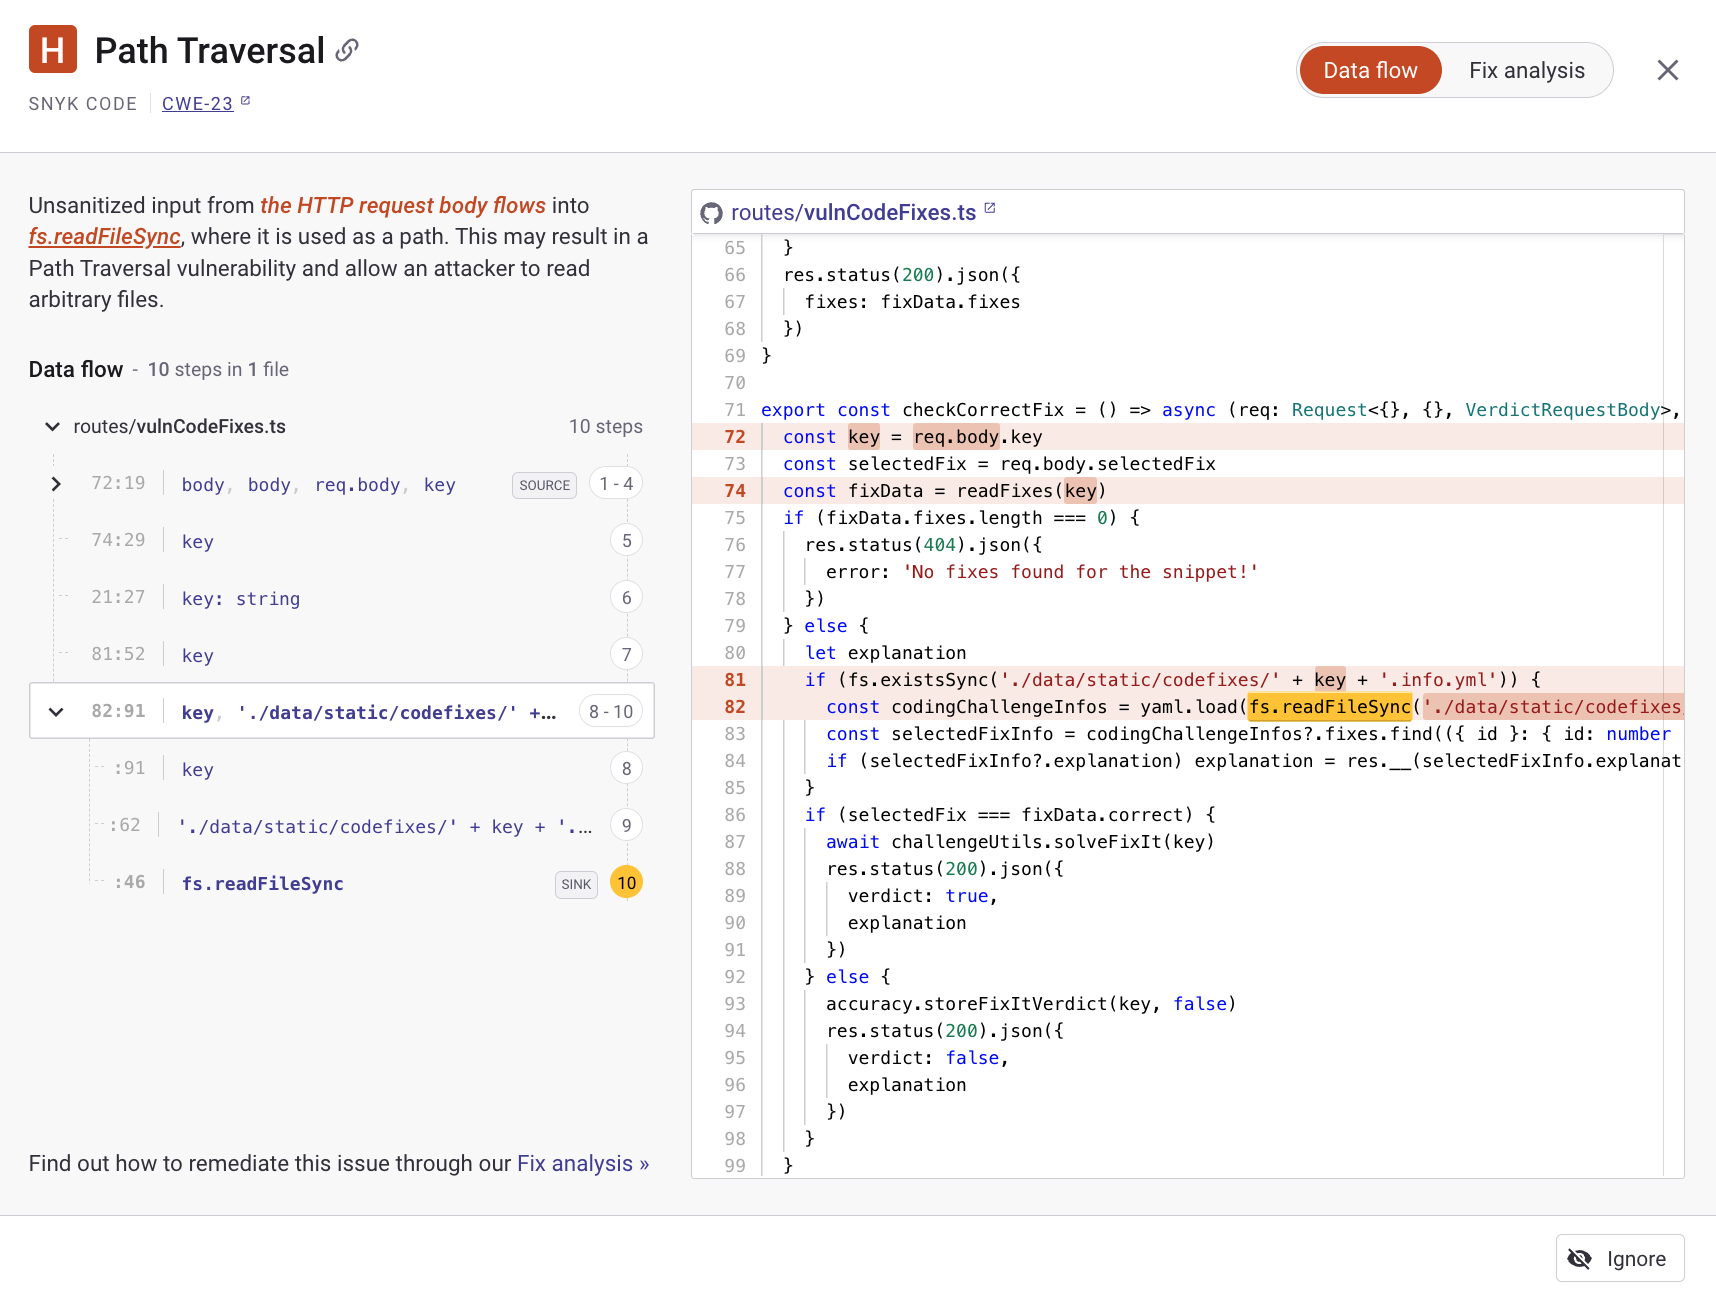 H Path Traversal
SNYK CODE CWE-23
Data flow Fix analysis
Unsanitized input from the HTTP request body flows into
fs.readFileSync, where it is used as a path. This may result in a
Path Traversal vulnerability and allow an attacker to read
arbitrary files.
Data flow - 10 steps in 1 file
routes/vulnCodeFixes.ts 10 steps
72:19 body, body, req.body, key SOURCE 1 - 4
74:29 key 5
21:27 key: string 6
81:52 key 7
82:91 key, './data/static/codefixes/' +… 8 - 10
:91 key 8
:62 './data/static/codefixes/' + key + '.… 9
:46 fs.readFileSync SINK 10
Find out how to remediate this issue through our Fix analysis »
routes/vulnCodeFixes.ts
65 }
66 res.status(200).json({
67 fixes: fixData.fixes
68 })
69 }
70
71 export const checkCorrectFix = () => async (req: Request<{}, {}, VerdictRequestBody>,
72 const key = req.body.key
73 const selectedFix = req.body.selectedFix
74 const fixData = readFixes(key)
75 if (fixData.fixes.length === 0) {
76 res.status(404).json({
77 error: 'No fixes found for the snippet!'
78 })
79 } else {
80 let explanation
81 if (fs.existsSync('./data/static/codefixes/' + key + '.info.yml')) {
82 const codingChallengeInfos = yaml.load(fs.readFileSync('./data/static/codefixes/
83 const selectedFixInfo = codingChallengeInfos?.fixes.find(({ id }: { id: number
84 if (selectedFixInfo?.explanation) explanation = res.__(selectedFixInfo.explanat
85 }
86 if (selectedFix === fixData.correct) {
87 await challengeUtils.solveFixIt(key)
88 res.status(200).json({
89 verdict: true,
90 explanation
91 })
92 } else {
93 accuracy.storeFixItVerdict(key, false)
94 res.status(200).json({
95 verdict: false,
96 explanation
97 })
98 }
99 }
Ignore